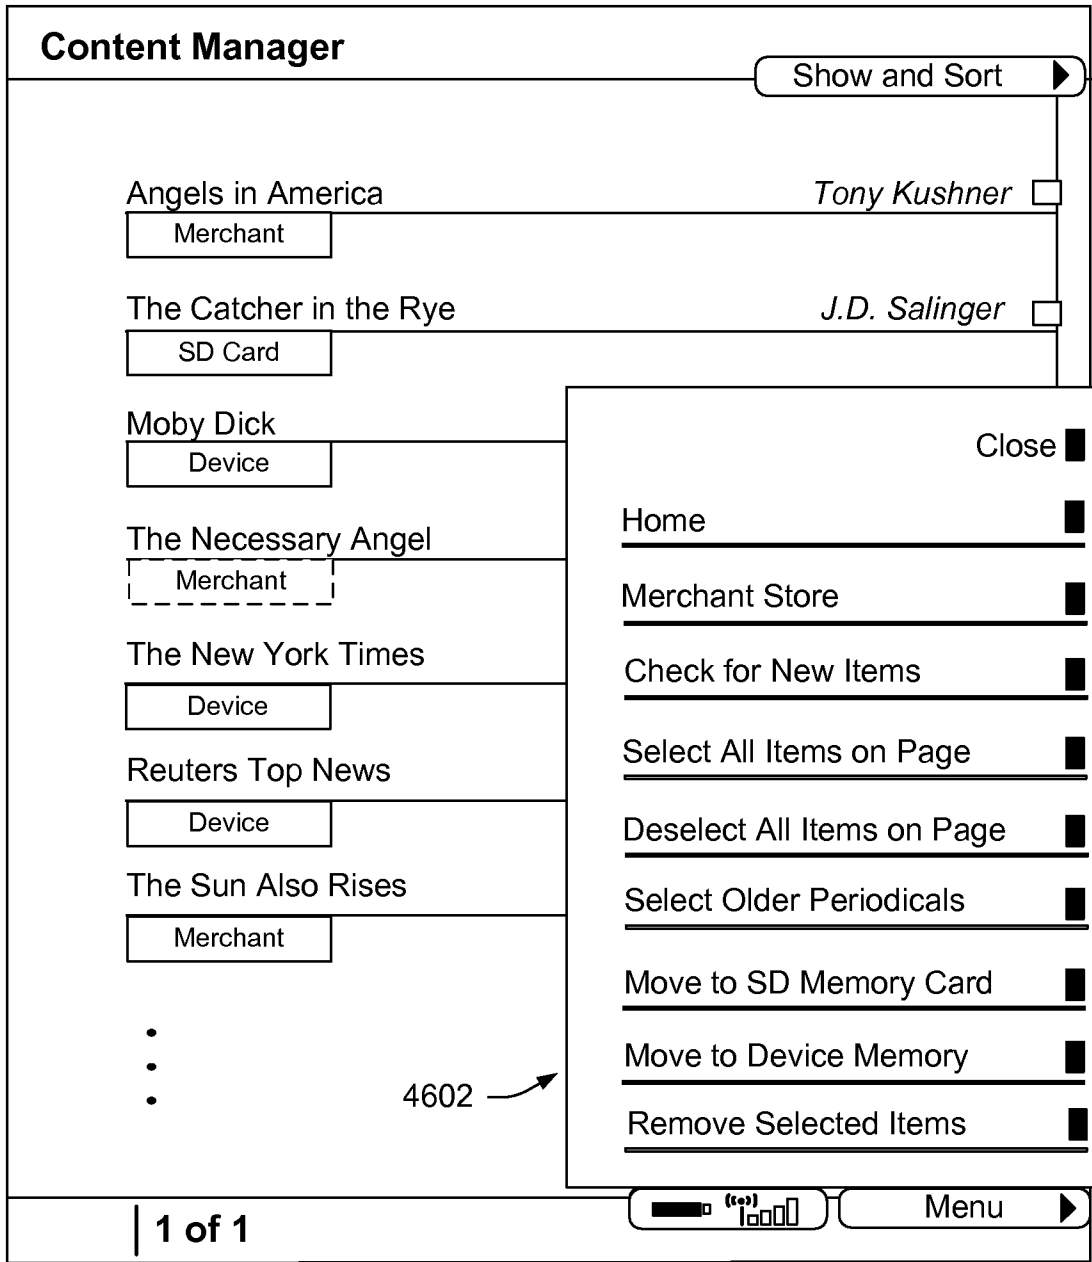 Content Manager
Show and Sort
Angels in America Tony Kushner
Merchant
The Catcher in the Rye J.D. Salinger
SD Card
Moby Dick
Device
The Necessary Angel
Merchant
The New York Times
Device
Reuters Top News
Device
The Sun Also Rises
Merchant
Close
Home
Merchant Store
Check for New Items
Select All Items on Page
Deselect All Items on Page
Select Older Periodicals
Move to SD Memory Card
Move to Device Memory
Remove Selected Items
4602
1 of 1
Menu